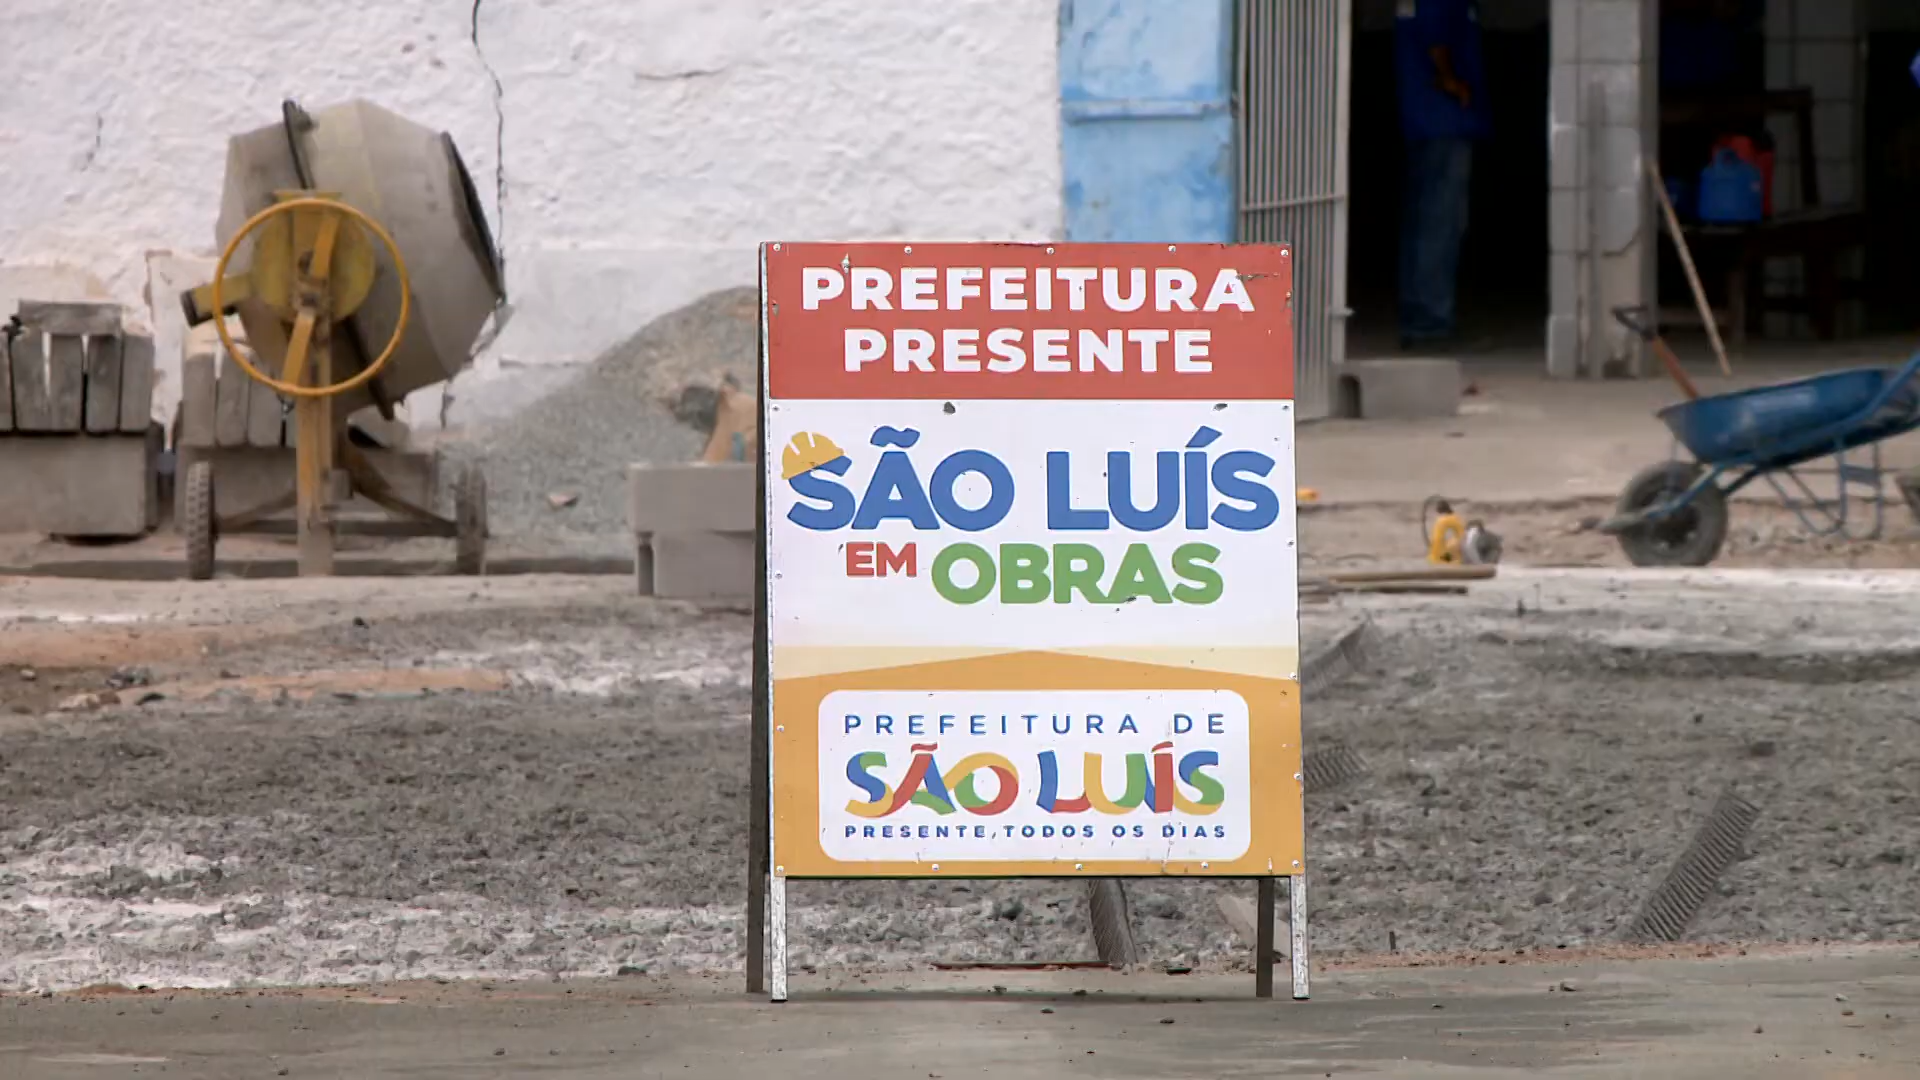 PREFEITURA
PRESENTE
SÃO LUÍS
EM OBRAS
PREFEITURA DE
SÃO LUÍS
PRESENTE, TODOS OS DIAS